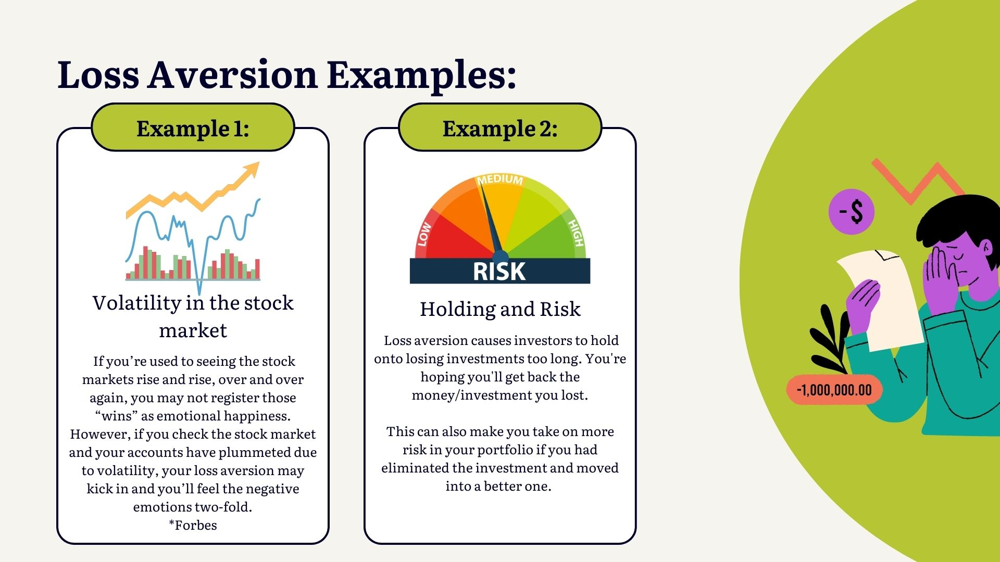 Loss Aversion Examples:
Example 1:
Volatility in the stock
market
If you’re used to seeing the stock
markets rise and rise, over and over
again, you may not register those
“wins” as emotional happiness.
However, if you check the stock market
and your accounts have plummeted due
to volatility, your loss aversion may
kick in and you’ll feel the negative
emotions two-fold.
*Forbes
Example 2:
LOW
MEDIUM
HIGH
RISK
Holding and Risk
Loss aversion causes investors to hold
onto losing investments too long. You're
hoping you'll get back the
money/investment you lost.
This can also make you take on more
risk in your portfolio if you had
eliminated the investment and moved
into a better one.
-$
-1,000,000.00